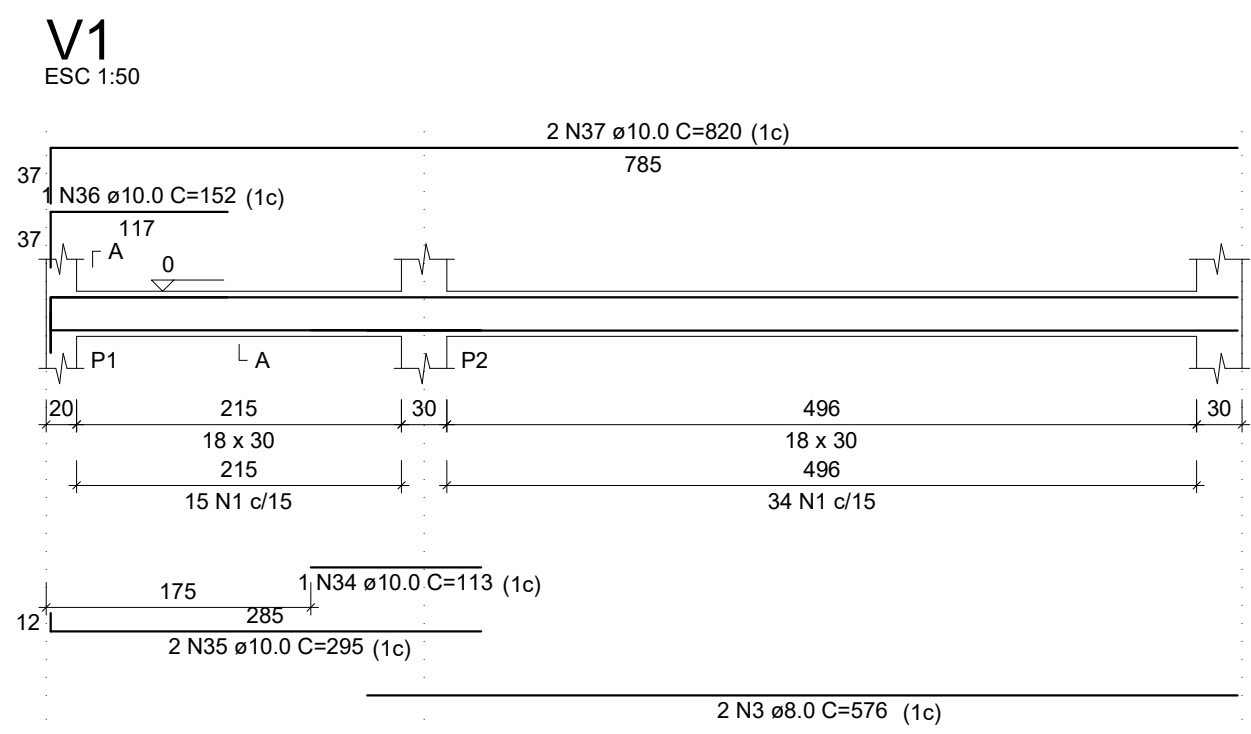 V1
ESC 1:50
2 N37 ø10.0 C=820 (1c)
785
37
1 N36 ø10.0 C=152 (1c)
117
37
A
0
P1
A
P2
20 215 30 496 30
18 x 30 18 x 30
215 496
15 N1 c/15 34 N1 c/15
1 N34 ø10.0 C=113 (1c)
175
285
12
2 N35 ø10.0 C=295 (1c)
2 N3 ø8.0 C=576 (1c)